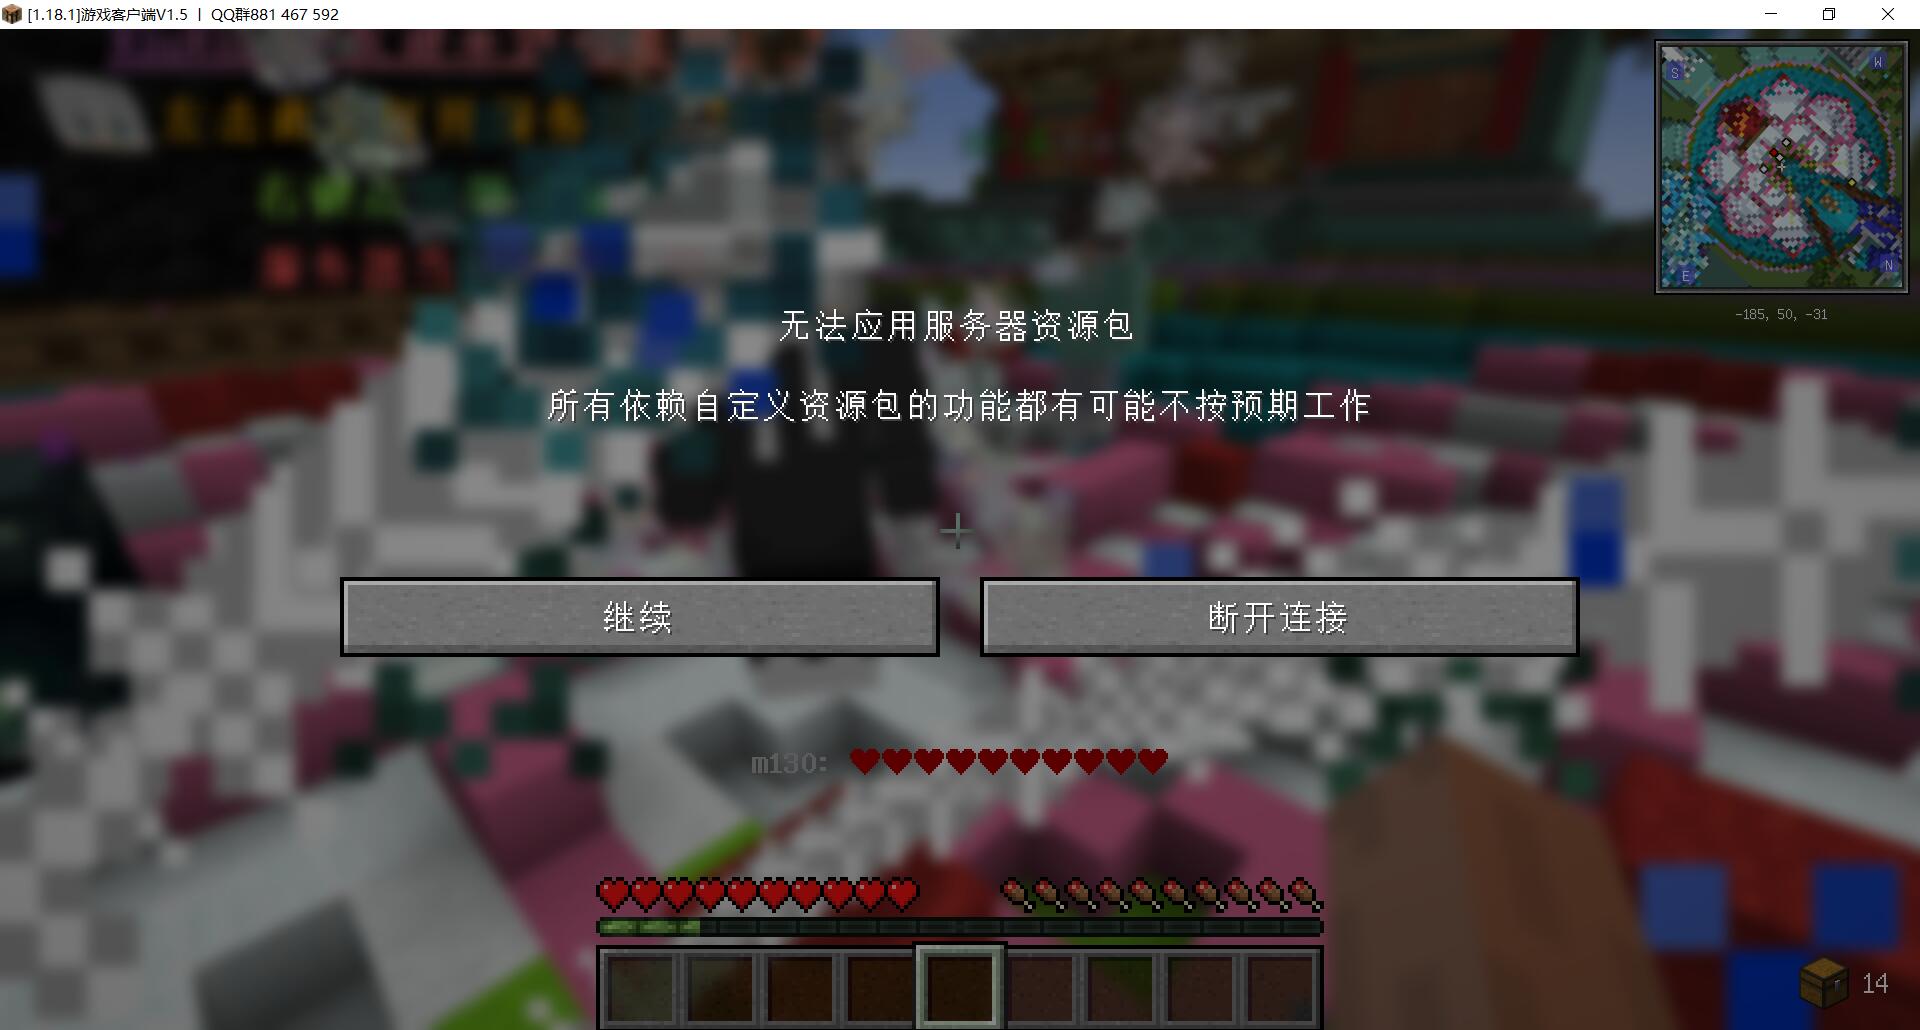 [1.18.1]游戏客户端V1.5 | QQ群881 467 592
S
W
E
N
-185, 50, -31
无法应用服务器资源包
所有依赖自定义资源包的功能都有可能不按预期工作
继续
断开连接
m130:
14